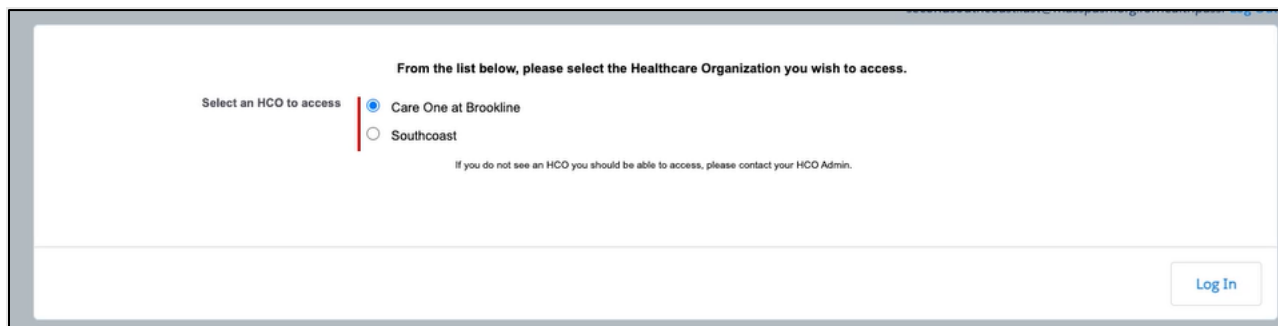 From the list below, please select the Healthcare Organization you wish to access.
Select an HCO to access
Care One at Brookline
Southcoast
If you do not see an HCO you should be able to access, please contact your HCO Admin.
Log In